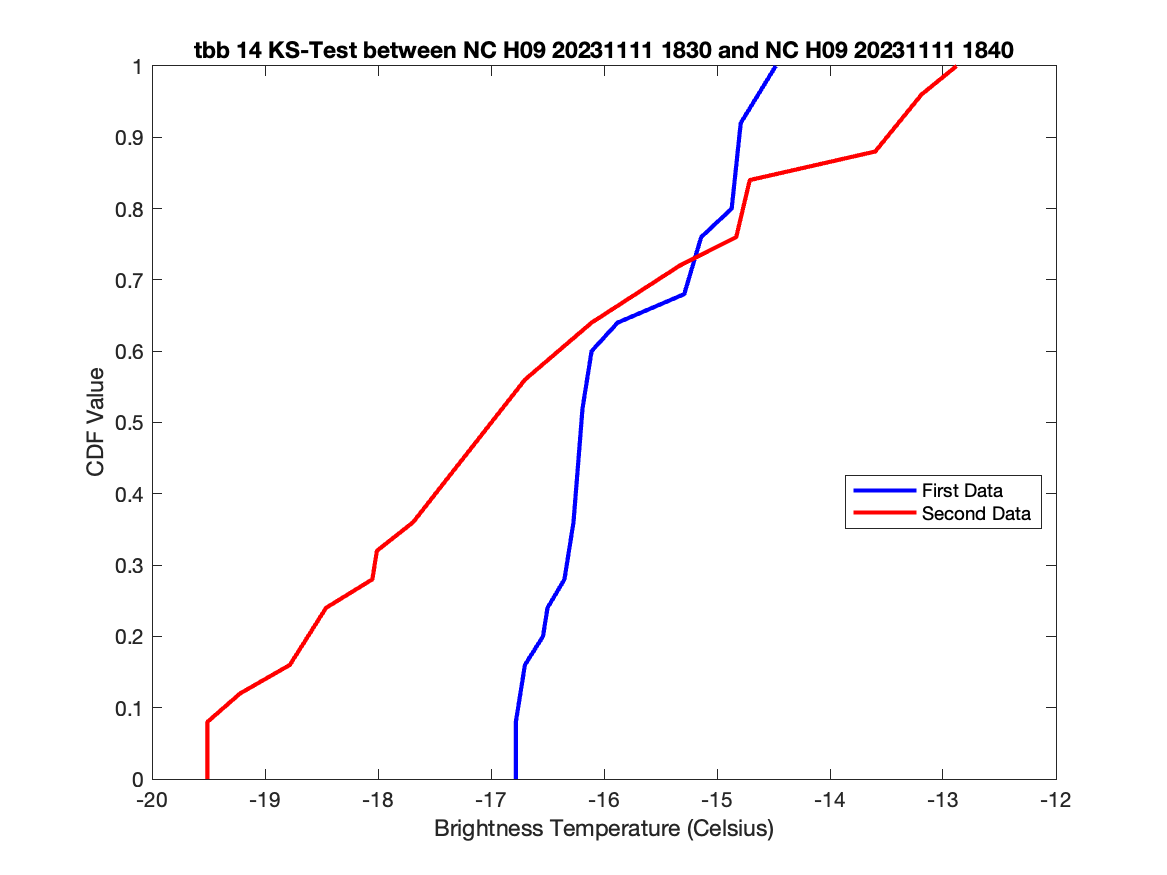 tbb 14 KS-Test between NC H09 20231111 1830 and NC H09 20231111 1840
1
0.9
0.8
0.7
0.6
0.5
0.4
0.3
0.2
0.1
0
CDF Value
First Data
Second Data
-20 -19 -18 -17 -16 -15 -14 -13 -12
Brightness Temperature (Celsius)